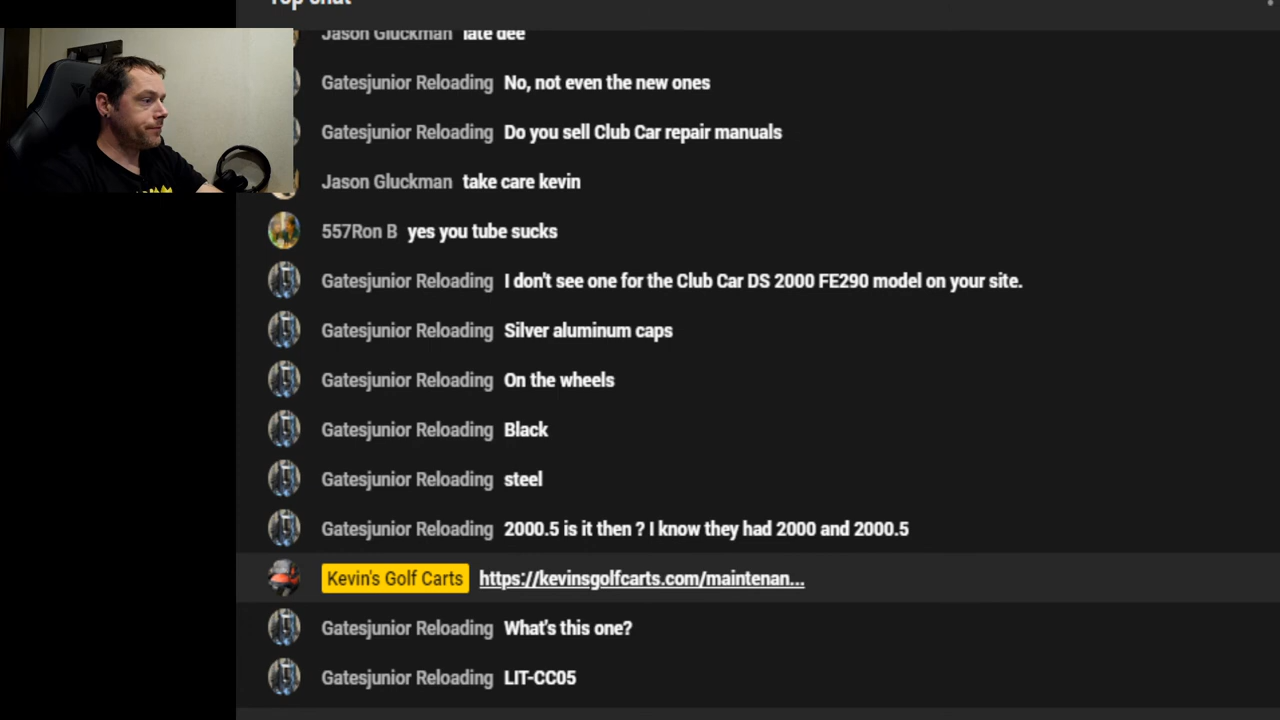 Top chat
Jason Gluckman late dee
Gatesjunior Reloading No, not even the new ones
Gatesjunior Reloading Do you sell Club Car repair manuals
Jason Gluckman take care kevin
557Ron B yes you tube sucks
Gatesjunior Reloading I don't see one for the Club Car DS 2000 FE290 model on your site.
Gatesjunior Reloading Silver aluminum caps
Gatesjunior Reloading On the wheels
Gatesjunior Reloading Black
Gatesjunior Reloading steel
Gatesjunior Reloading 2000.5 is it then ? I know they had 2000 and 2000.5
Kevin's Golf Carts https://kevinsgolfcarts.com/maintenan...
Gatesjunior Reloading What's this one?
Gatesjunior Reloading LIT-CC05